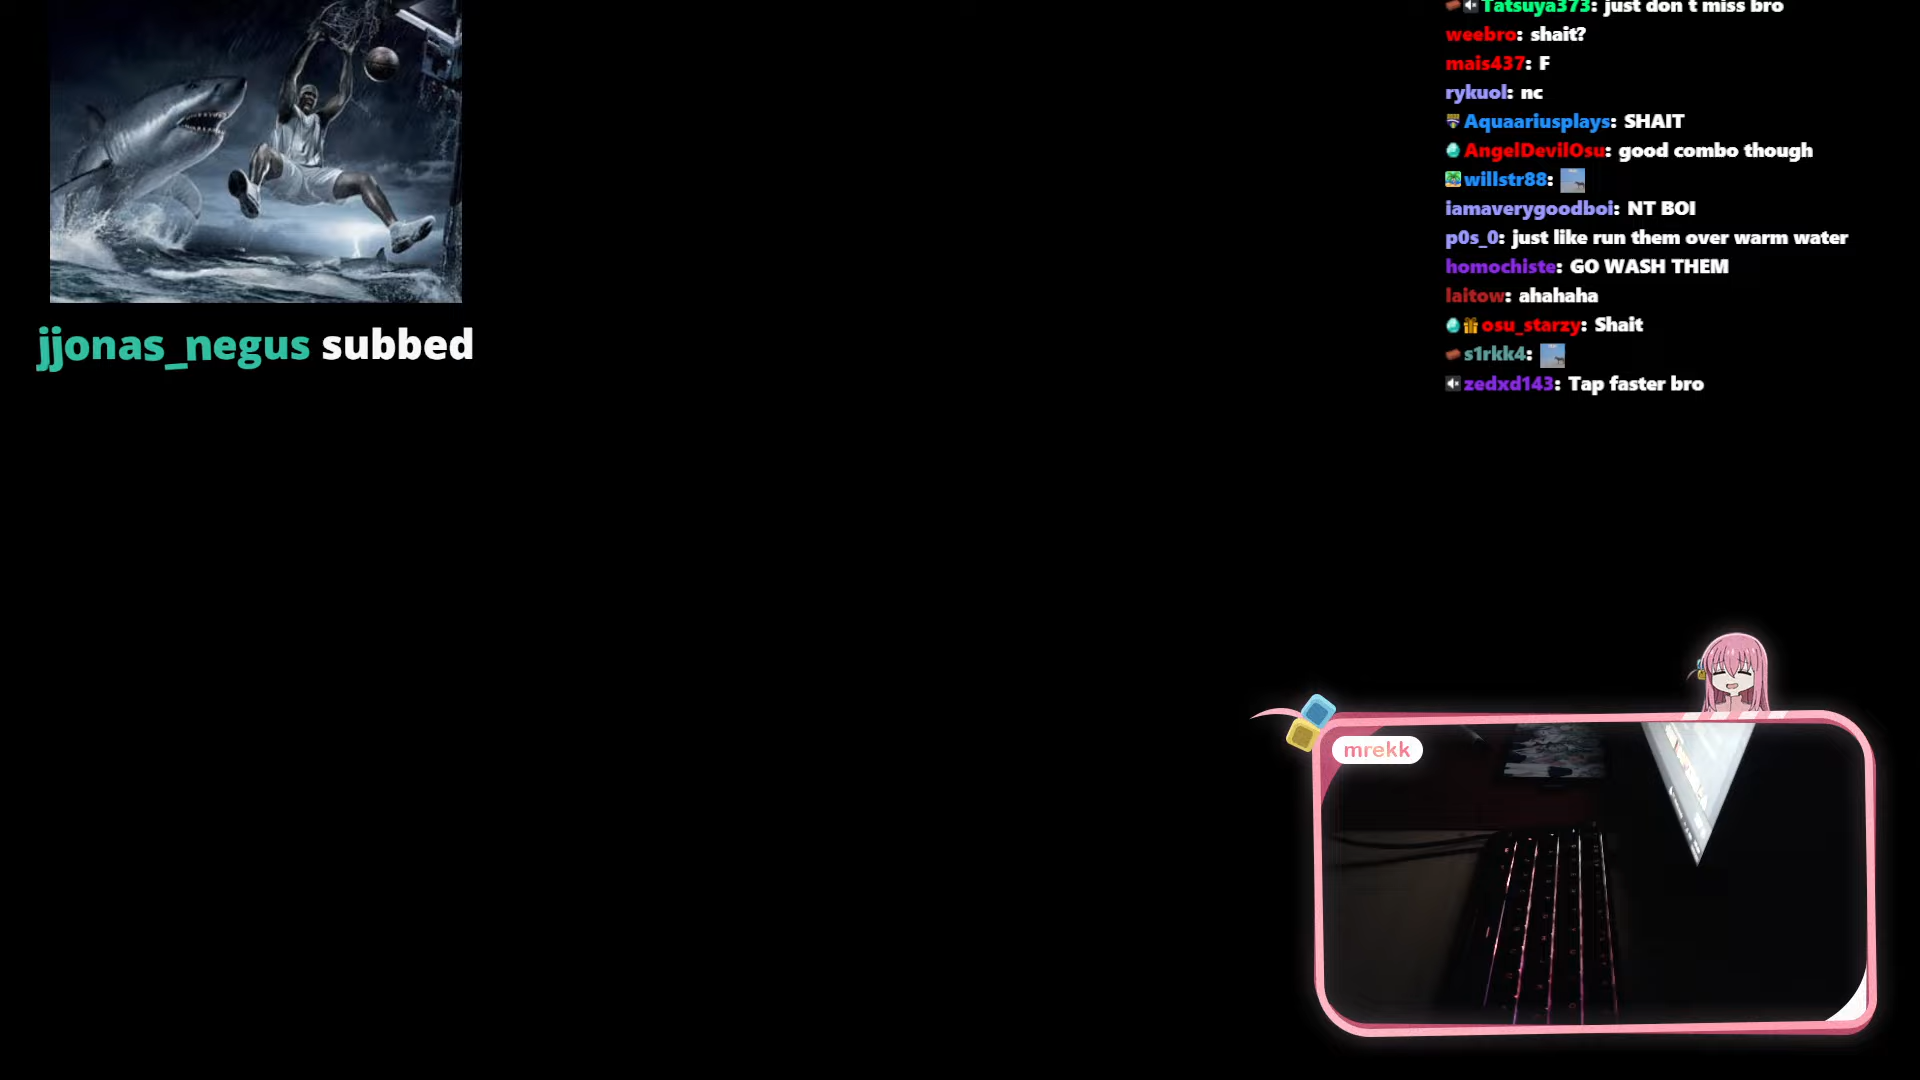 jjonas_negus subbed
Tatsuya373: just don't miss bro
weebro: shait?
mais437: F
rykuol: nc
Aquaariusplays: SHAIT
AngelDevilOsu: good combo though
willstr88:
iamaverygoodboi: NT BOI
p0s_0: just like run them over warm water
homochiste: GO WASH THEM
laitow: ahahaha
osu_starzy: Shait
s1rkk4:
zedxd143: Tap faster bro
mrekk